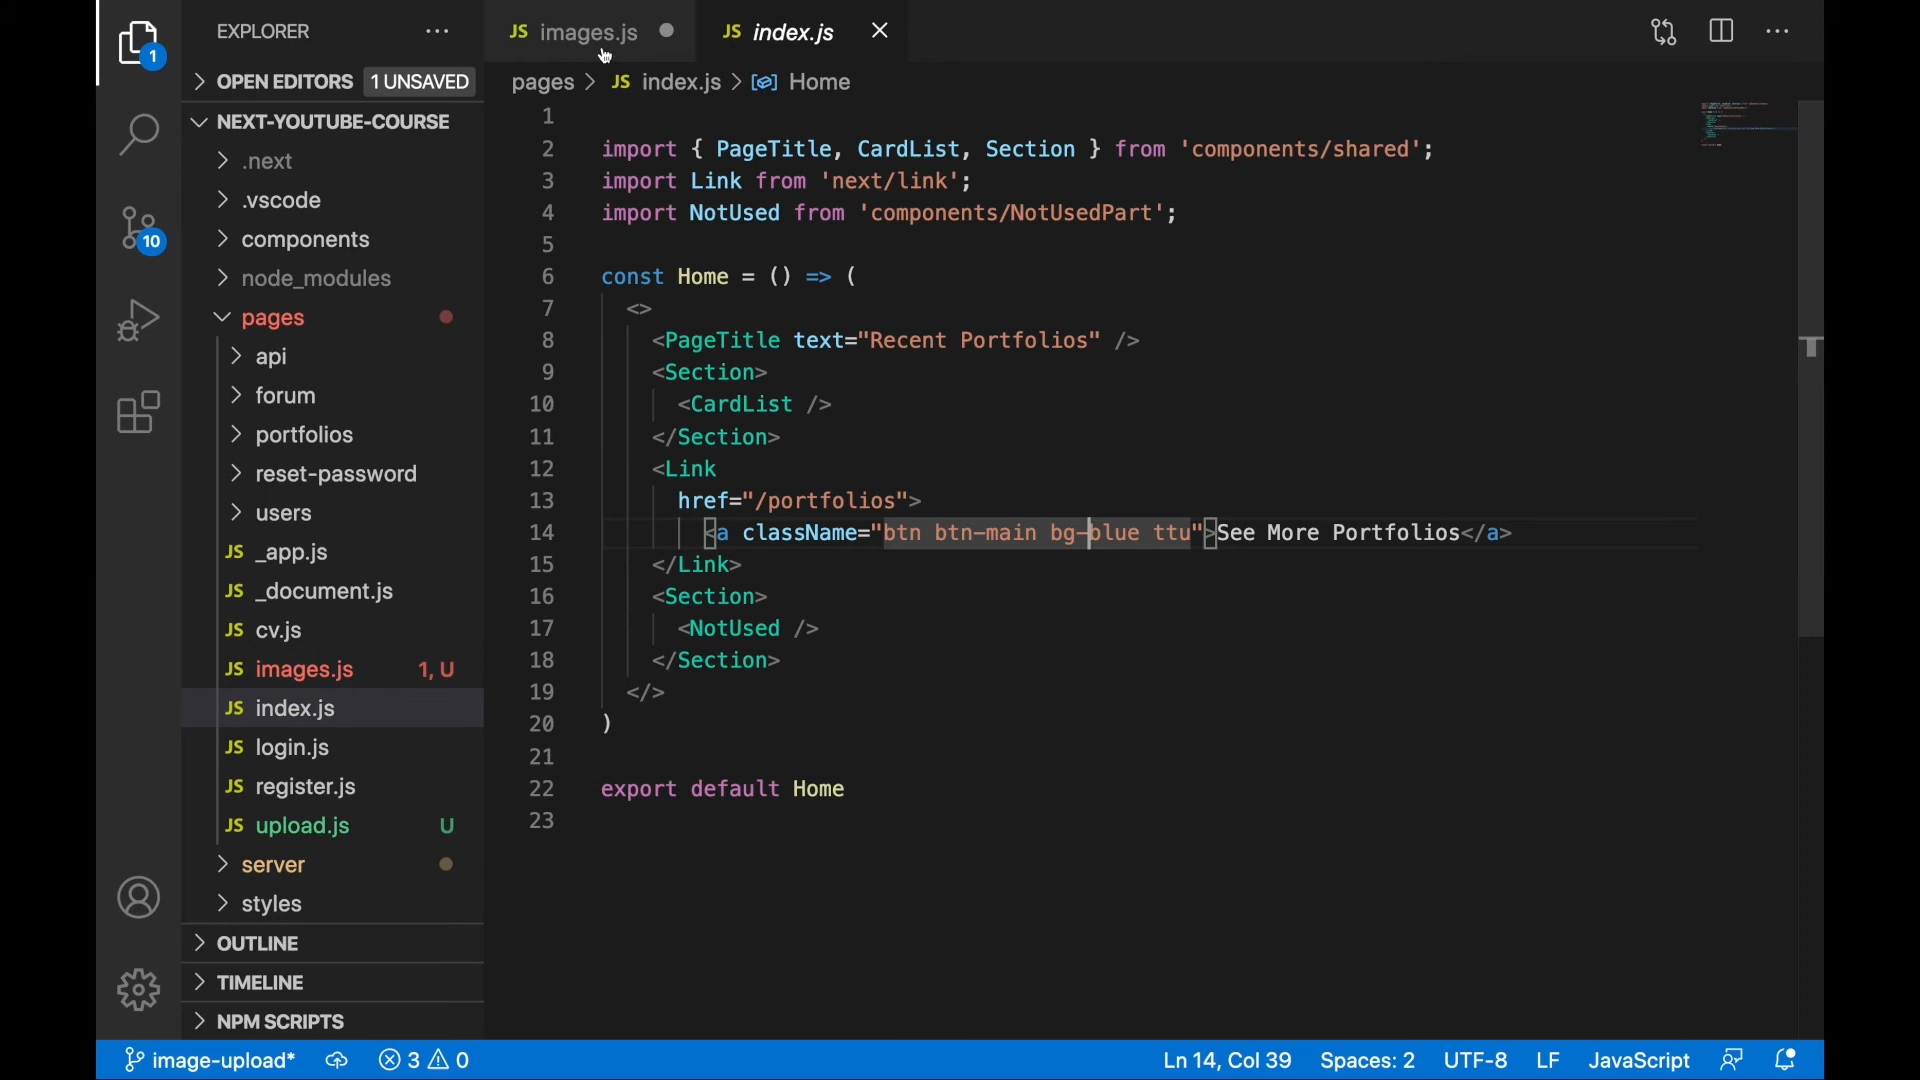 1
EXPLORER
OPEN EDITORS 1 UNSAVED
NEXT-YOUTUBE-COURSE
.next
.vscode
components
10
node_modules
pages
api
forum
portfolios
reset-password
users
JS _app.js
JS _document.js
JS cv.js
JS images.js 1, U
JS index.js
JS login.js
JS register.js
JS upload.js U
server
styles
OUTLINE
TIMELINE
NPM SCRIPTS
JS images.js JS index.js
pages > JS index.js > Home
1
2 import { PageTitle, CardList, Section } from 'components/shared';
3 import Link from 'next/link';
4 import NotUsed from 'components/NotUsedPart';
5
6 const Home = () => (
7 <>
8 <PageTitle text="Recent Portfolios" />
9 <Section>
10 <CardList />
11 </Section>
12 <Link
13 href="/portfolios">
14 <a className="btn btn-main bg-blue ttu">See More Portfolios</a>
15 </Link>
16 <Section>
17 <NotUsed />
18 </Section>
19 </>
20 )
21
22 export default Home
23
image-upload* 3 0 Ln 14, Col 39 Spaces: 2 UTF-8 LF JavaScript